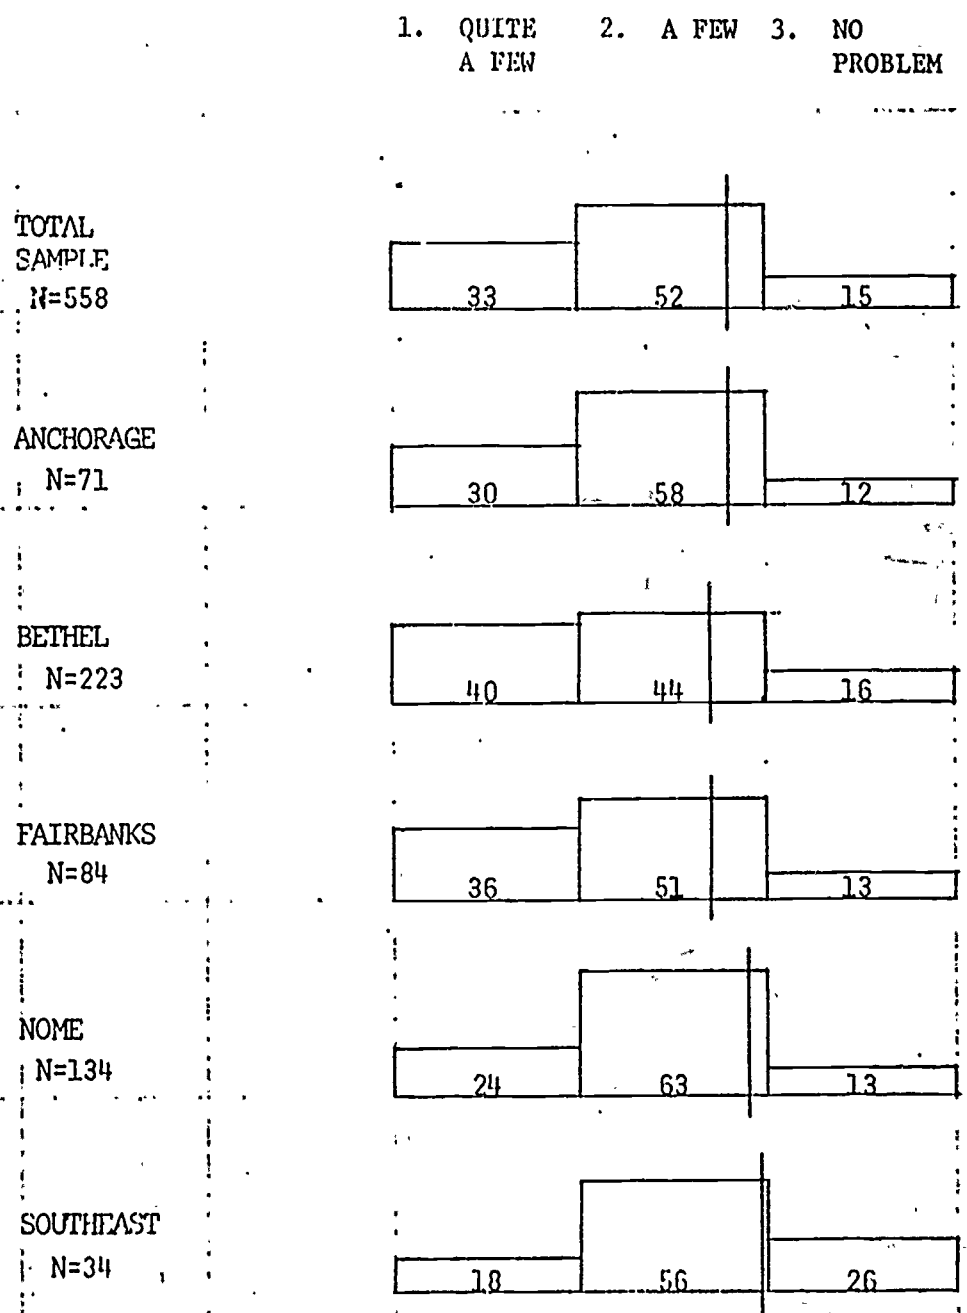 1. QUITE 2. A FEW 3. NO
A FEW PROBLEM
TOTAL
SAMPLE
N=558
33 52 15
ANCHORAGE
N=71
30 58 12
BETHEL
N=223
40 44 16
FAIRBANKS
N=84
36 51 13
NOME
N=134
24 63 13
SOUTHEAST
N=34
18 56 26